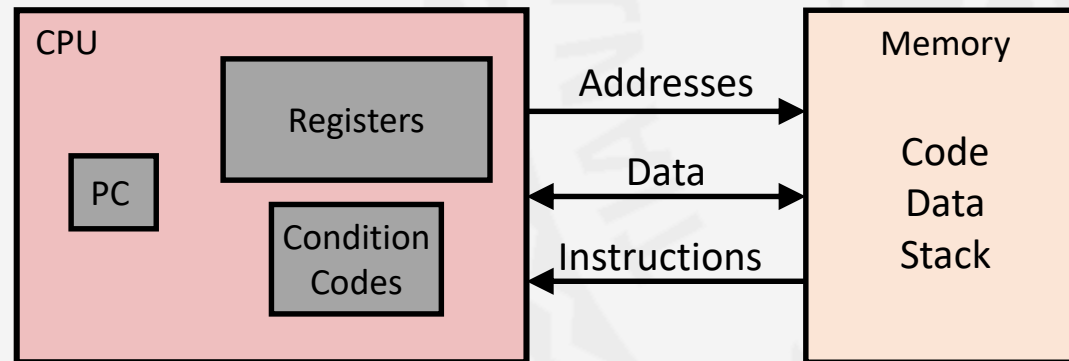 CPU
Registers
PC
Condition
Codes
Addresses
Data
Instructions
Memory
Code
Data
Stack